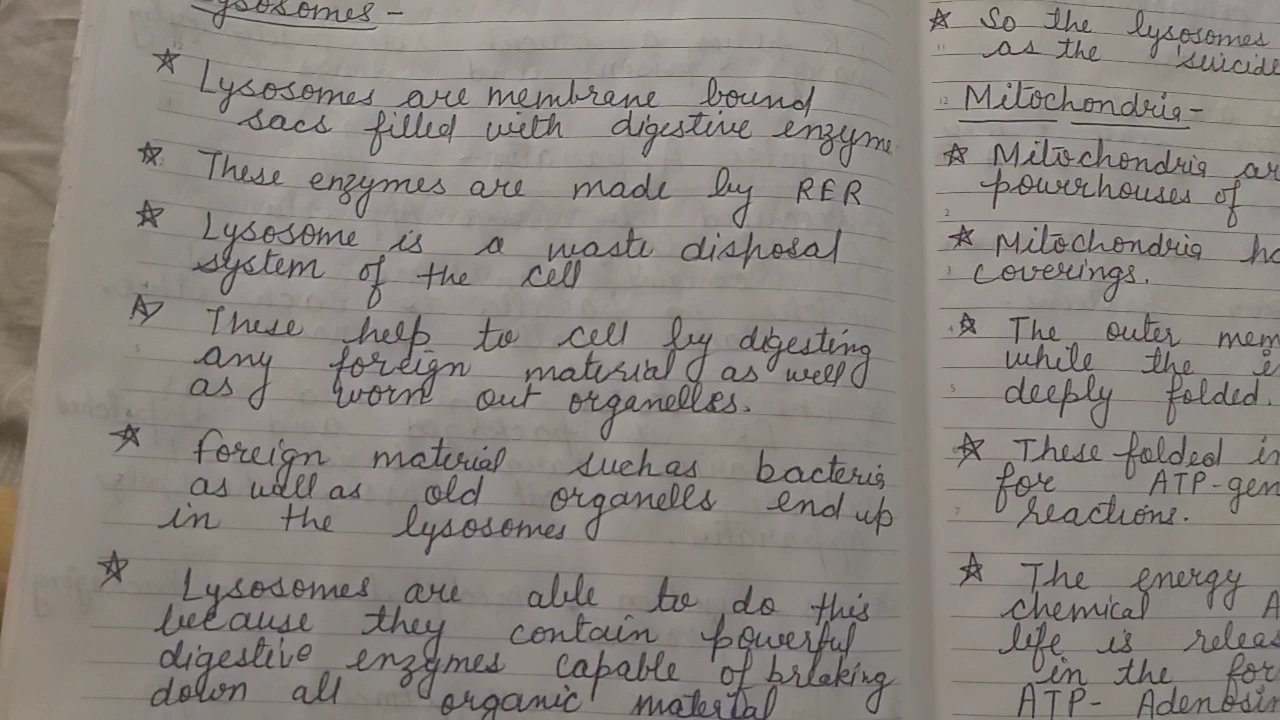 Lysosomes -
☆ Lysosomes are membrane bound
sacs filled with digestive enzyme
☆ These enzymes are made by RER
☆ Lysosome is a waste disposal
system of the cell
☆ These help to cell by digesting
any foreign material as well
as worn out organelles.
☆ foreign material such as bacteria
as well as old organells end up
in the lysosomes
☆ Lysosomes are able to do this
because they contain powerful
digestive enzymes capable of breaking
down all organic material
☆ So the lysosomes
as the 'suicide
Mitochondria -
☆ Mitochondria are
pourrhouses of
☆ Mitochondria
coverings.
☆ The outer mem
while the
deeply folded.
☆ These folded in
for ATP-gen
reactions.
☆ The energy
chemical
life is releas
in the for
ATP- Adenosin